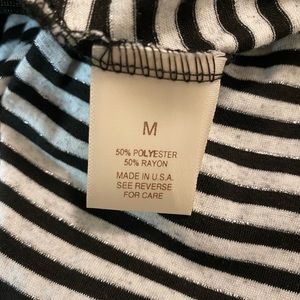 M
50% POLYESTER
50% RAYON
MADE IN U.S.A.
SEE REVERSE
FOR CARE